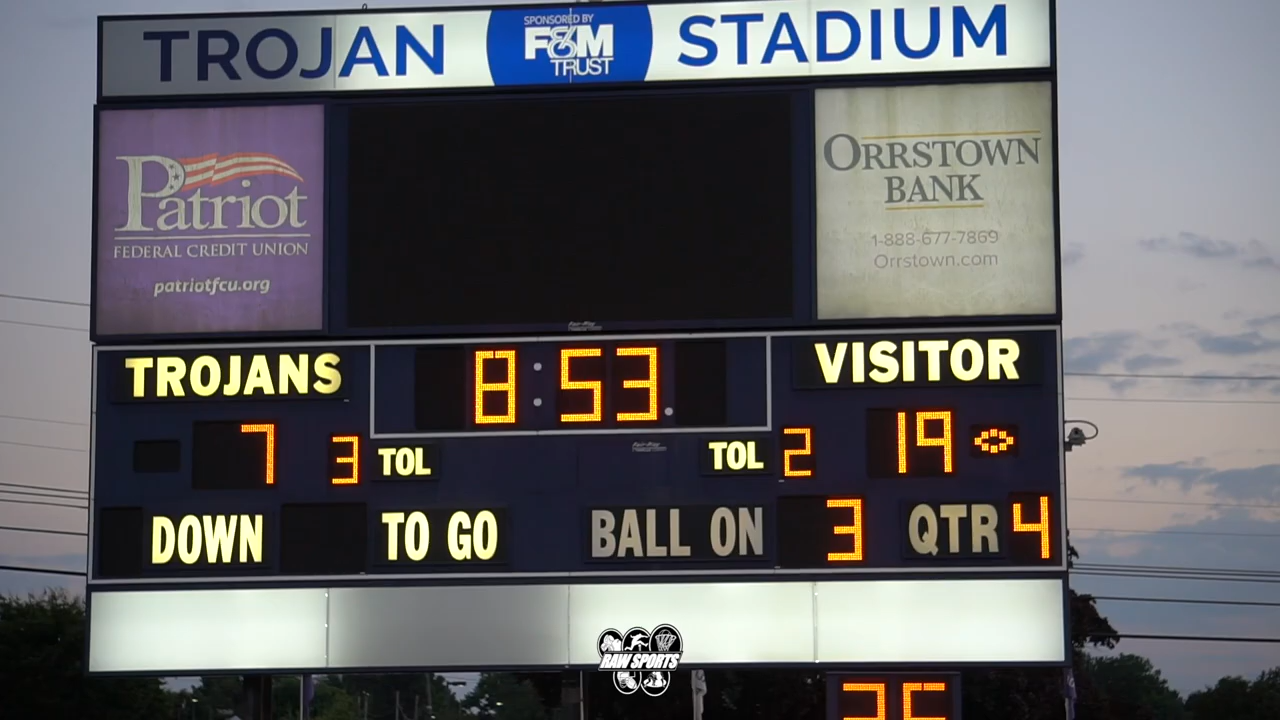 TROJAN
SPONSORED BY
F&M
TRUST
STADIUM
Patriot
FEDERAL CREDIT UNION
patriotfcu.org
ORRSTOWN
BANK
1-888-677-7869
Orrstown.com
TROJANS
8:53
VISITOR
7 3 TOL
TOL 2 19
DOWN TO GO BALL ON 3 QTR 4
RAW SPORTS